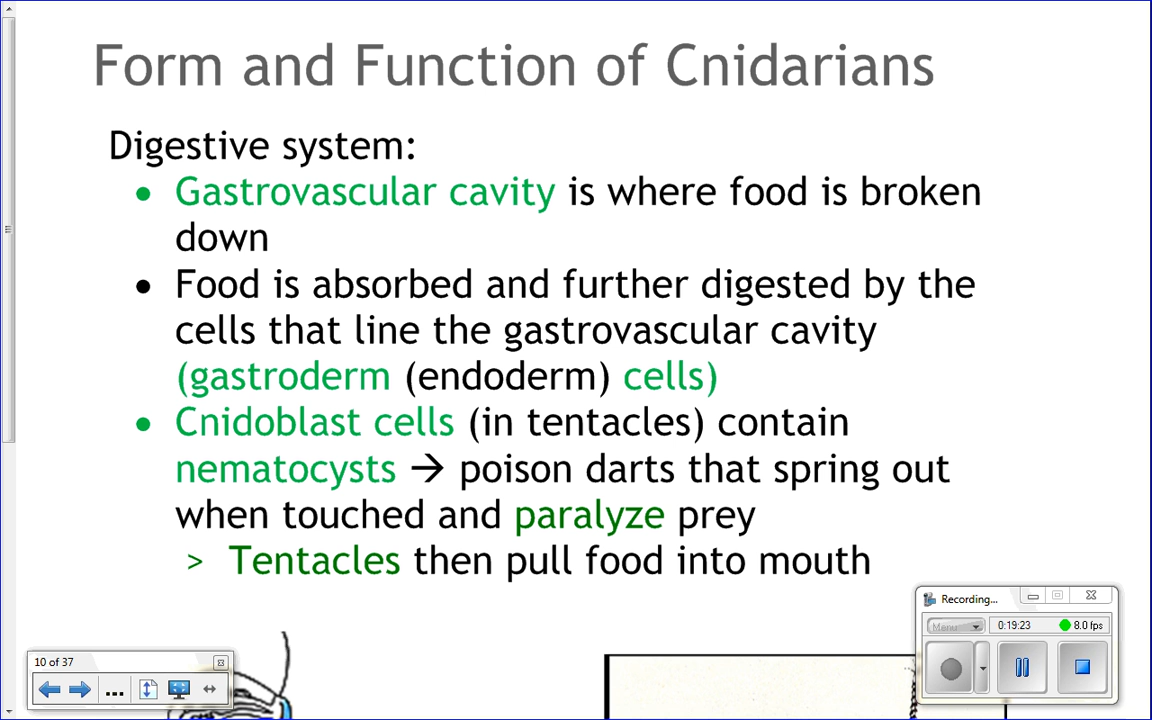 Form and Function of Cnidarians
Digestive system:
• Gastrovascular cavity is where food is broken
down
• Food is absorbed and further digested by the
cells that line the gastrovascular cavity
(gastroderm (endoderm) cells)
• Cnidoblast cells (in tentacles) contain
nematocysts → poison darts that spring out
when touched and paralyze prey
> Tentacles then pull food into mouth
Recording...
Menu 0:19:23 8.0 fps
10 of 37
...